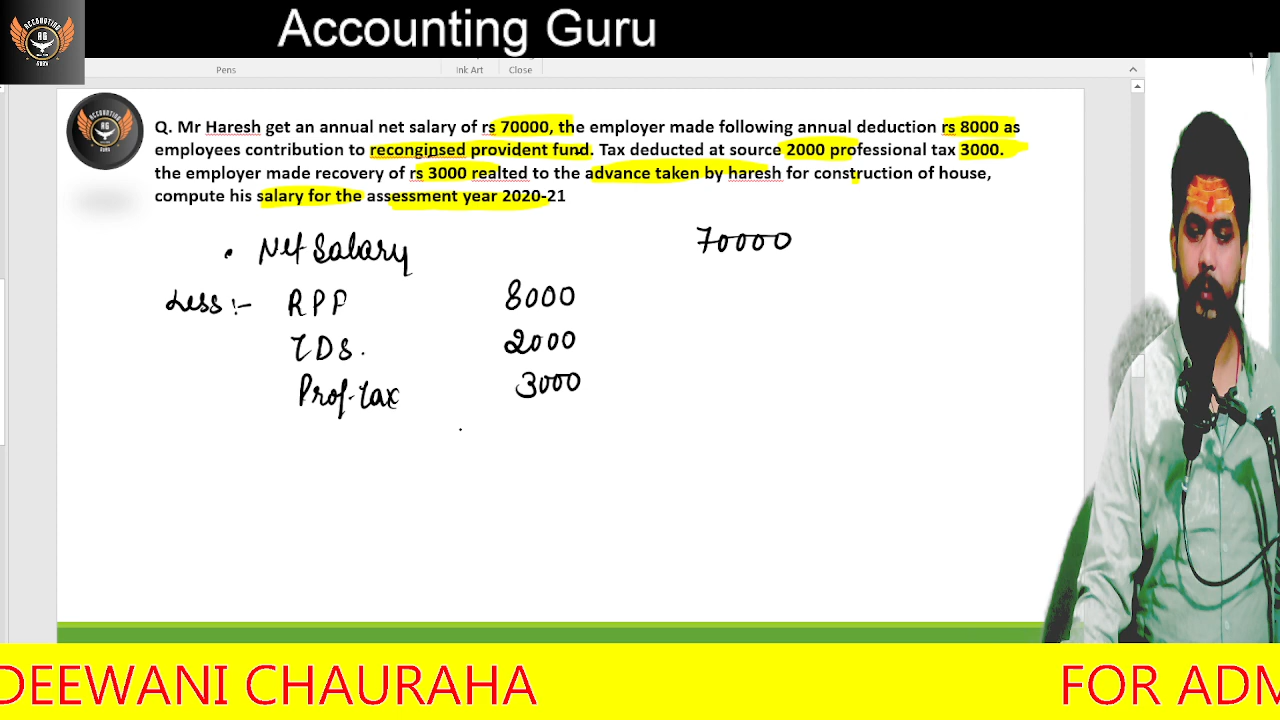 Accounting Guru
Pens Ink Art Close
Q. Mr Haresh get an annual net salary of rs 70000, the employer made following annual deduction rs 8000 as
employees contribution to reconginsed provident fund. Tax deducted at source 2000 professional tax 3000.
the employer made recovery of rs 3000 realted to the advance taken by haresh for construction of house,
compute his salary for the assessment year 2020-21
• Net Salary 70000
Less :- RPF 8000
TDS. 2000
Prof-tax 3000
DEEWANI CHAURAHA FOR ADM